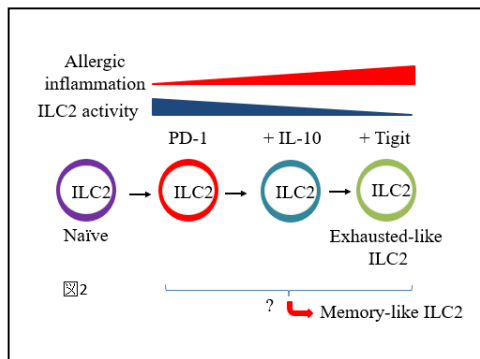 Allergic
inflammation
ILC2 activity
PD-1
+ IL-10
+ Tigit
ILC2
ILC2
ILC2
ILC2
Naïve
Exhausted-like
ILC2
図2
?
Memory-like ILC2